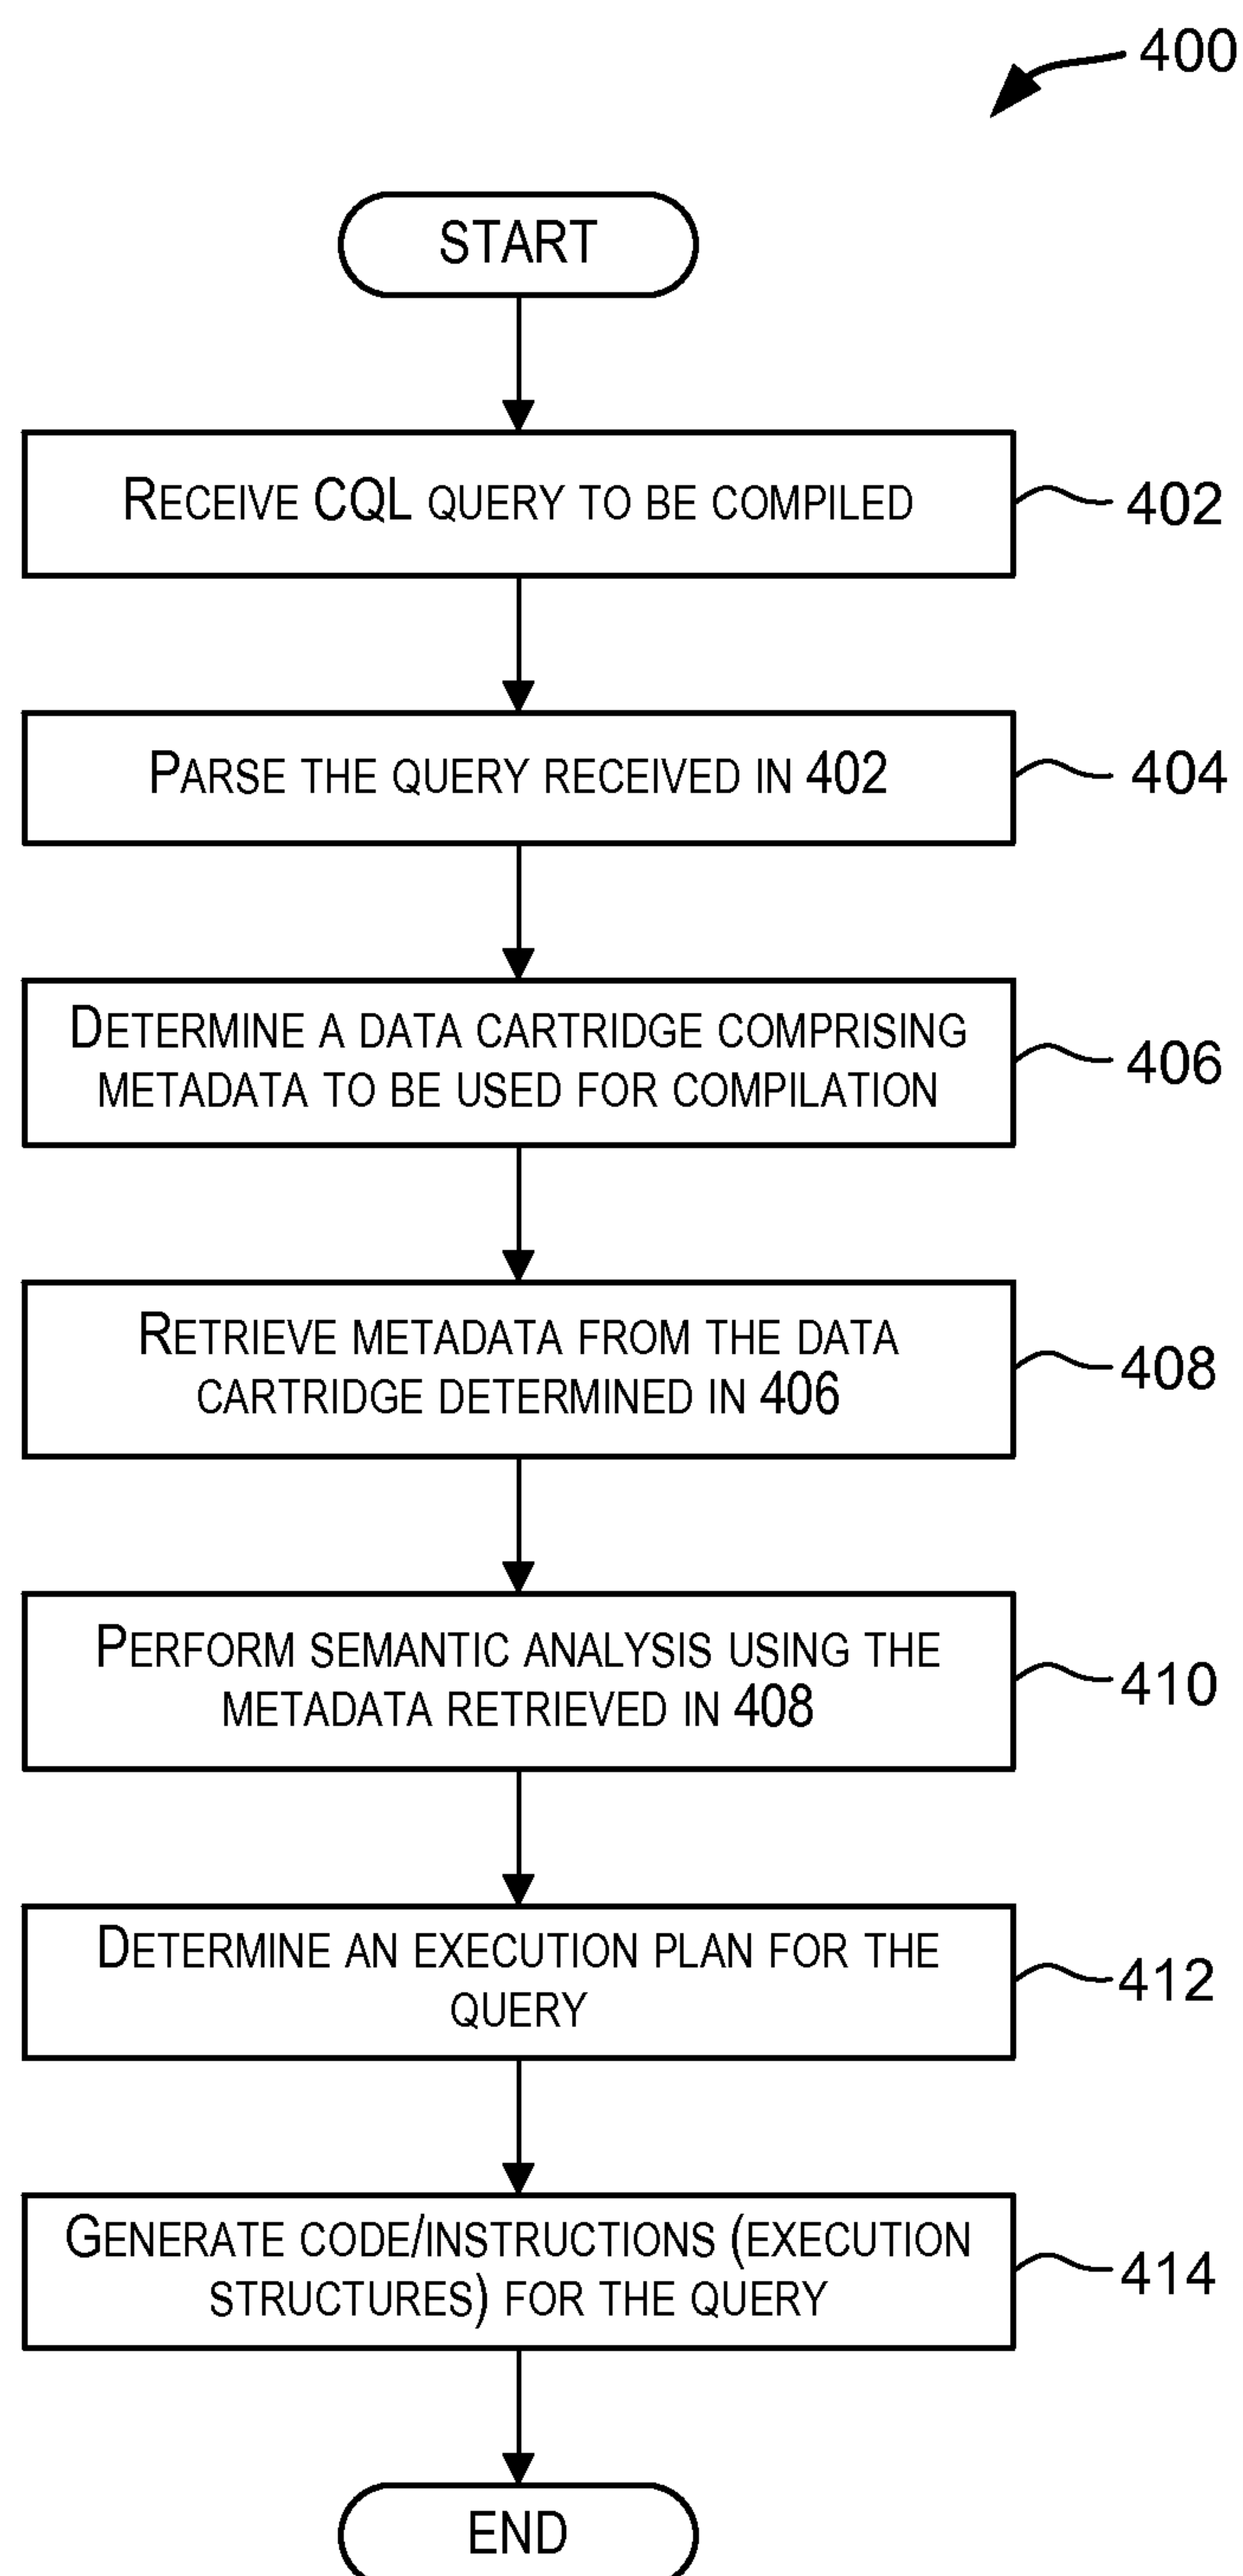 400
START
RECEIVE CQL QUERY TO BE COMPILED
402
PARSE THE QUERY RECEIVED IN 402
404
DETERMINE A DATA CARTRIDGE COMPRISING
METADATA TO BE USED FOR COMPILATION
406
RETRIEVE METADATA FROM THE DATA
CARTRIDGE DETERMINED IN 406
408
PERFORM SEMANTIC ANALYSIS USING THE
METADATA RETRIEVED IN 408
410
DETERMINE AN EXECUTION PLAN FOR THE
QUERY
412
GENERATE CODE/INSTRUCTIONS (EXECUTION
STRUCTURES) FOR THE QUERY
414
END